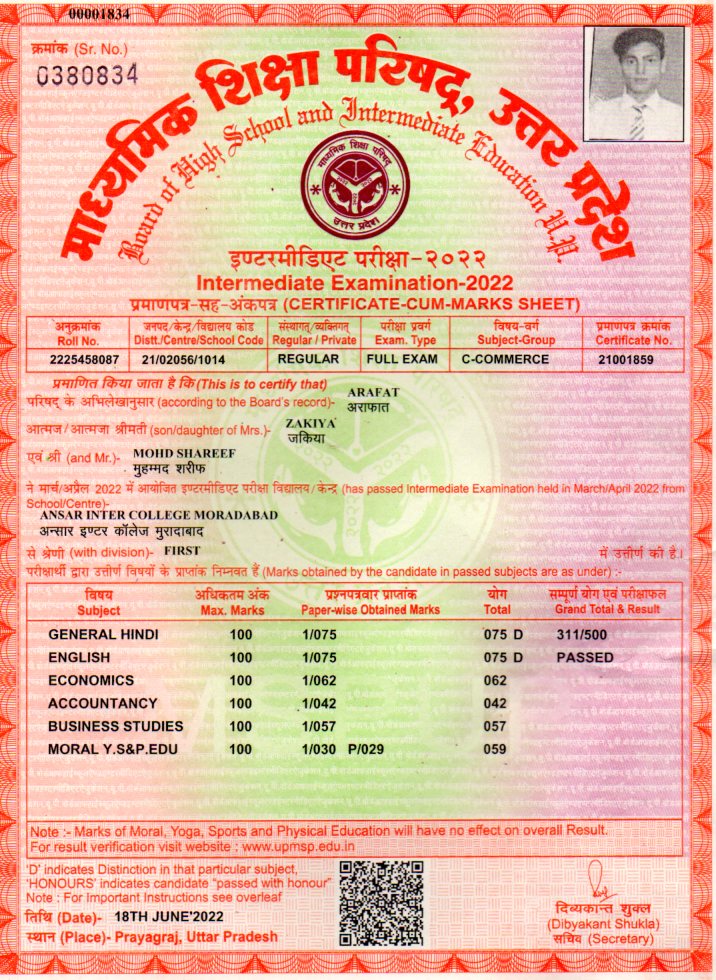 00001834
क्रमांक (Sr. No.)
0380834
माध्यमिक शिक्षा परिषद्, उत्तर प्रदेश
Board of High School and Intermediate Education U.P.
माध्यमिक शिक्षा परिषद्
उत्तर प्रदेश
इण्टरमीडिएट परीक्षा-२०२२
Intermediate Examination-2022
प्रमाणपत्र-सह-अंकपत्र (CERTIFICATE-CUM-MARKS SHEET)
अनुक्रमांक जनपद/केन्द्र/विद्यालय कोड संस्थागत/व्यक्तिगत परीक्षा प्रवर्ग विषय-वर्ग प्रमाणपत्र क्रमांक
Roll No. Distt./Centre/School Code Regular / Private Exam. Type Subject-Group Certificate No.
2225458087 21/02056/1014 REGULAR FULL EXAM C-COMMERCE 21001859
प्रमाणित किया जाता है कि (This is to certify that)
ARAFAT
परिषद् के अभिलेखानुसार (according to the Board's record)- अराफात
ZAKIYA
आत्मज/आत्मजा श्रीमती (son/daughter of Mrs.)- जकिया
एवं श्री (and Mr.)- MOHD SHAREEF
मुहम्मद शरीफ
ने मार्च/अप्रैल 2022 में आयोजित इण्टरमीडिएट परीक्षा विद्यालय/केन्द्र (has passed Intermediate Examination held in March/April 2022 from
School/Centre)-
ANSAR INTER COLLEGE MORADABAD
अन्सार इण्टर कॉलेज मुरादाबाद
से श्रेणी (with division)- FIRST में उत्तीर्ण की है।
परीक्षार्थी द्वारा उत्तीर्ण विषयों के प्राप्तांक निम्नवत हैं (Marks obtained by the candidate in passed subjects are as under) :-
विषय अधिकतम अंक प्रश्नपत्रवार प्राप्तांक योग सम्पूर्ण योग एवं परीक्षाफल
Subject Max. Marks Paper-wise Obtained Marks Total Grand Total & Result
GENERAL HINDI 100 1/075 075 D 311/500
ENGLISH 100 1/075 075 D PASSED
ECONOMICS 100 1/062 062
ACCOUNTANCY 100 1/042 042
BUSINESS STUDIES 100 1/057 057
MORAL Y.S&P.EDU 100 1/030 P/029 059
Note :- Marks of Moral, Yoga, Sports and Physical Education will have no effect on overall Result.
For result verification visit website : www.upmsp.edu.in
'D' indicates Distinction in that particular subject,
'HONOURS' indicates candidate "passed with honour"
Note : For Important Instructions see overleaf
तिथि (Date)- 18TH JUNE'2022
स्थान (Place)- Prayagraj, Uttar Pradesh
दिव्यकान्त शुक्ल
(Dibyakant Shukla)
सचिव (Secretary)